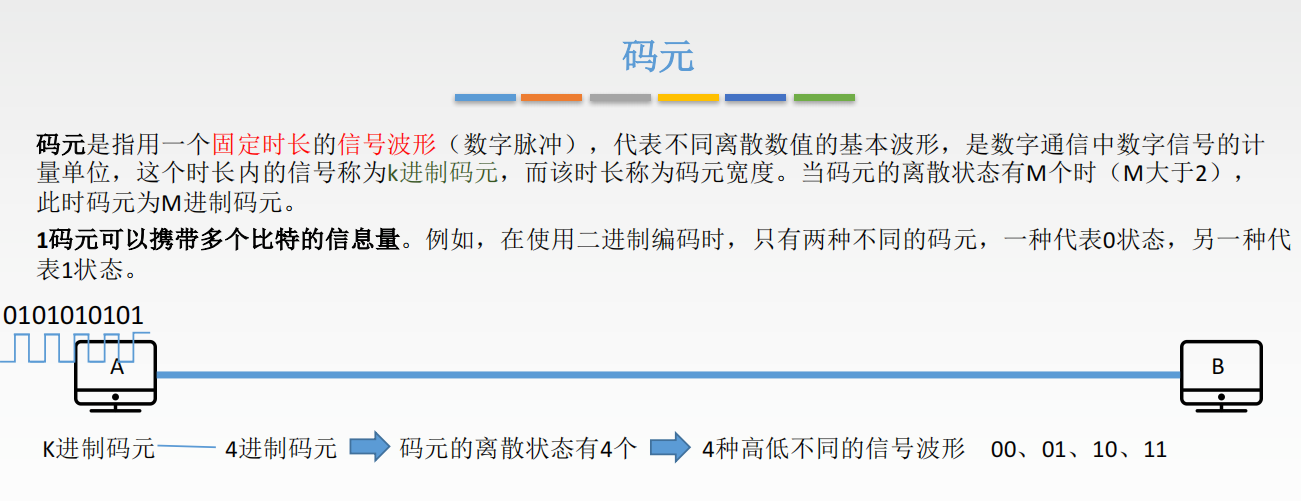 码元
码元是指用一个固定时长的信号波形（数字脉冲），代表不同离散数值的基本波形，是数字通信中数字信号的计
量单位，这个时长内的信号称为k进制码元，而该时长称为码元宽度。当码元的离散状态有M个时（M大于2），
此时码元为M进制码元。
1码元可以携带多个比特的信息量。例如，在使用二进制编码时，只有两种不同的码元，一种代表0状态，另一种代
表1状态。
0101010101
A
B
K进制码元 4进制码元 码元的离散状态有4个 4种高低不同的信号波形 00、01、10、11